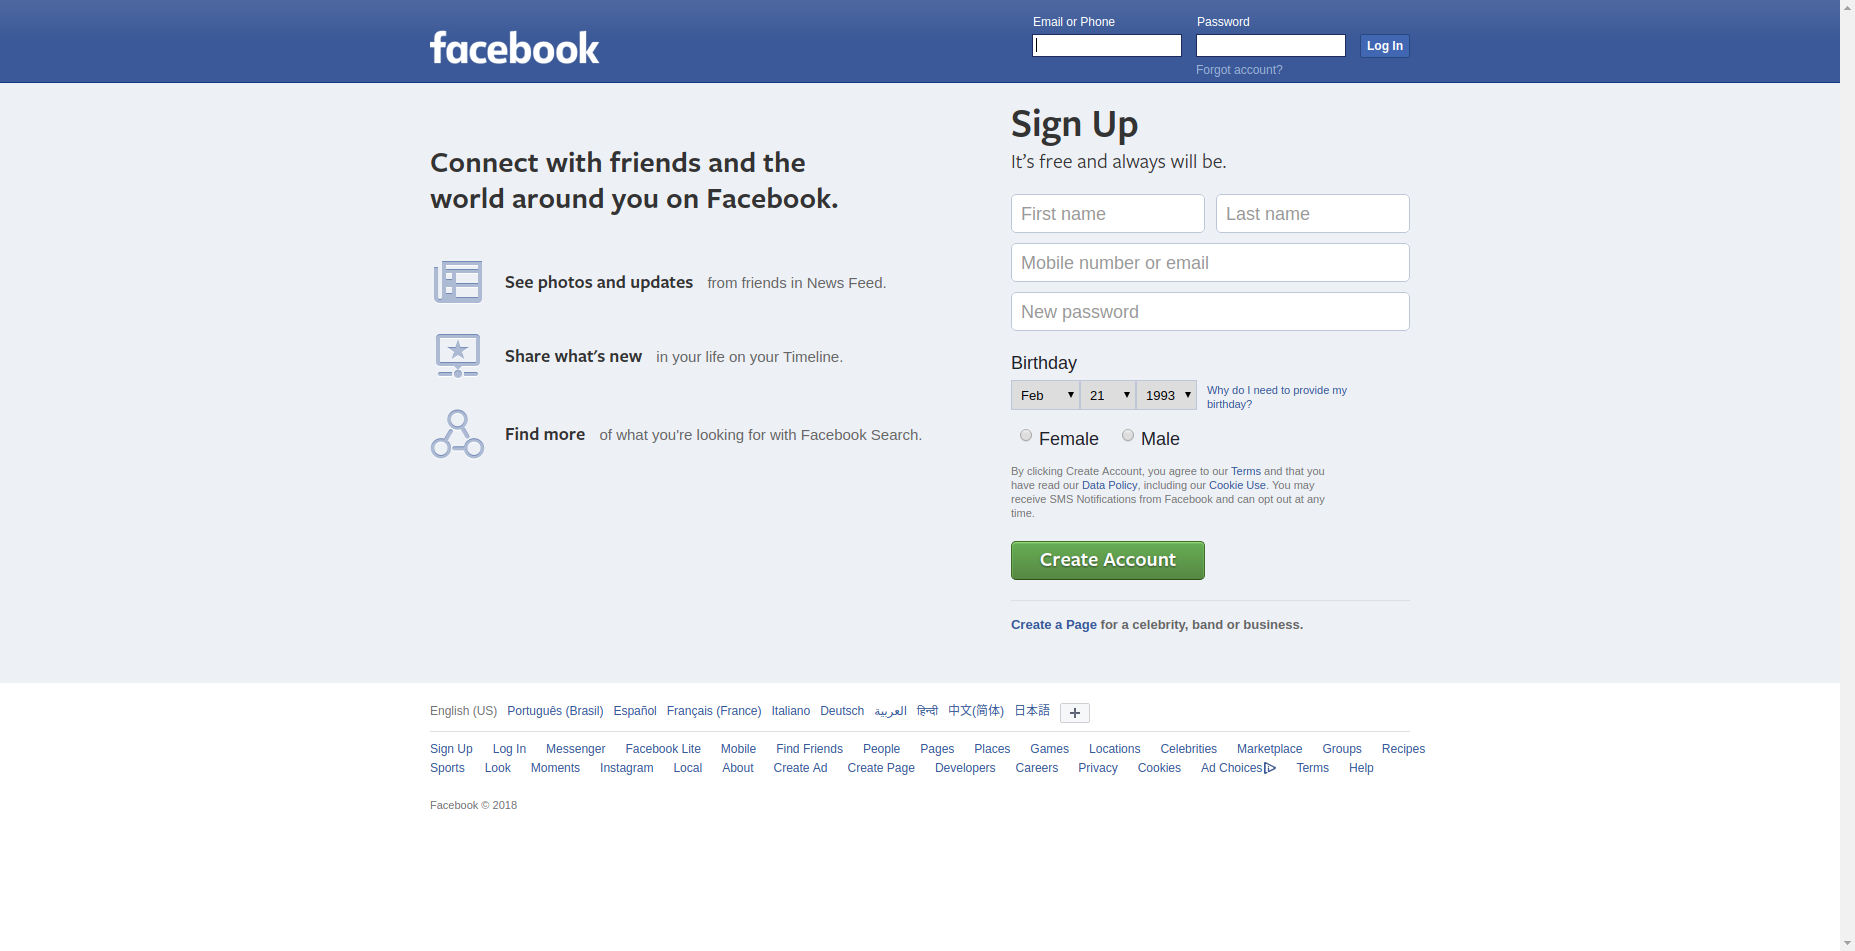 facebook
Email or Phone
Password
Log In
Forgot account?
Connect with friends and the
world around you on Facebook.
See photos and updates from friends in News Feed.
Share what's new in your life on your Timeline.
Find more of what you're looking for with Facebook Search.
Sign Up
It's free and always will be.
First name
Last name
Mobile number or email
New password
Birthday
Feb
21
1993
Why do I need to provide my
birthday?
Female
Male
By clicking Create Account, you agree to our Terms and that you
have read our Data Policy, including our Cookie Use. You may
receive SMS Notifications from Facebook and can opt out at any
time.
Create Account
Create a Page for a celebrity, band or business.
English (US) Português (Brasil) Español Français (France) Italiano Deutsch العربية हिन्दी 中文(简体) 日本語
Sign Up Log In Messenger Facebook Lite Mobile Find Friends People Pages Places Games Locations Celebrities Marketplace Groups Recipes
Sports Look Moments Instagram Local About Create Ad Create Page Developers Careers Privacy Cookies Ad Choices Terms Help
Facebook © 2018